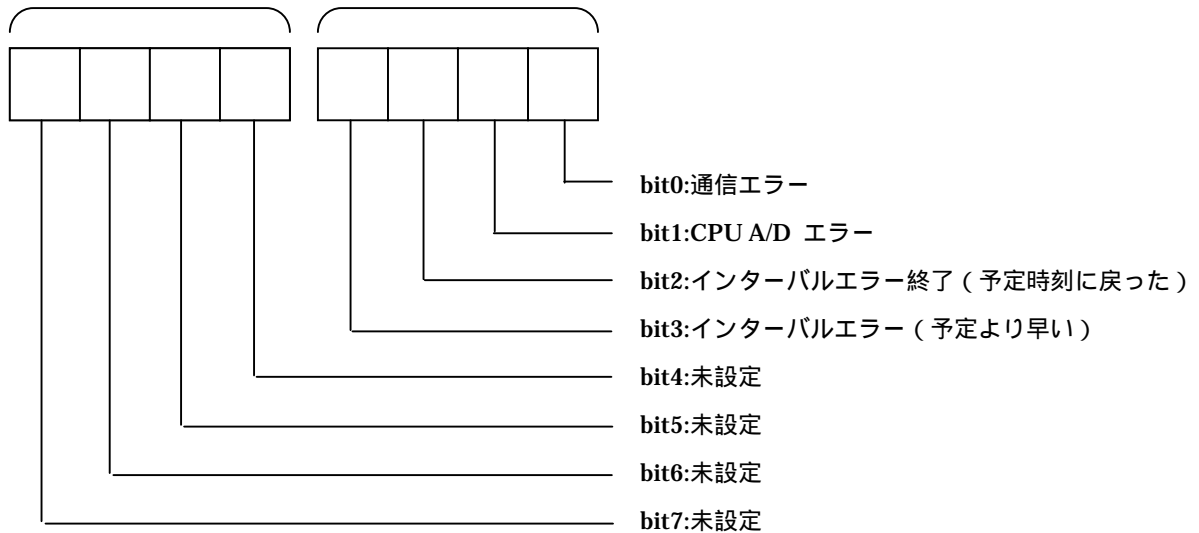 bit0:通信エラー
bit1:CPU A/D エラー
bit2:インターバルエラー終了(予定時刻に戻った)
bit3:インターバルエラー(予定より早い)
bit4:未設定
bit5:未設定
bit6:未設定
bit7:未設定